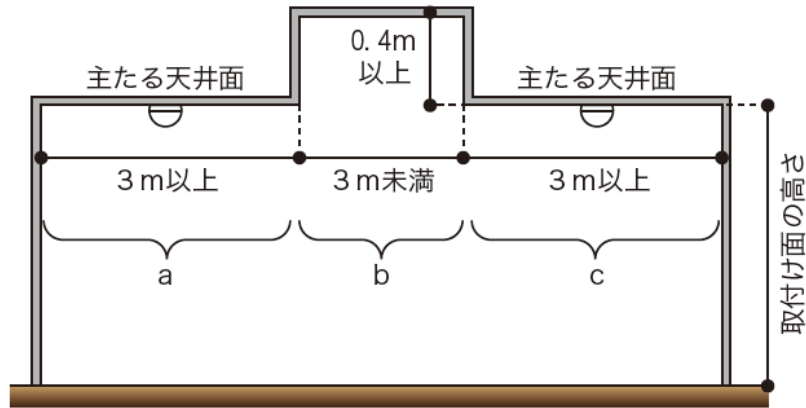 0.4m
以上
主たる天井面
主たる天井面
3m以上
3m未満
3m以上
a
b
c
取付け面の高さ